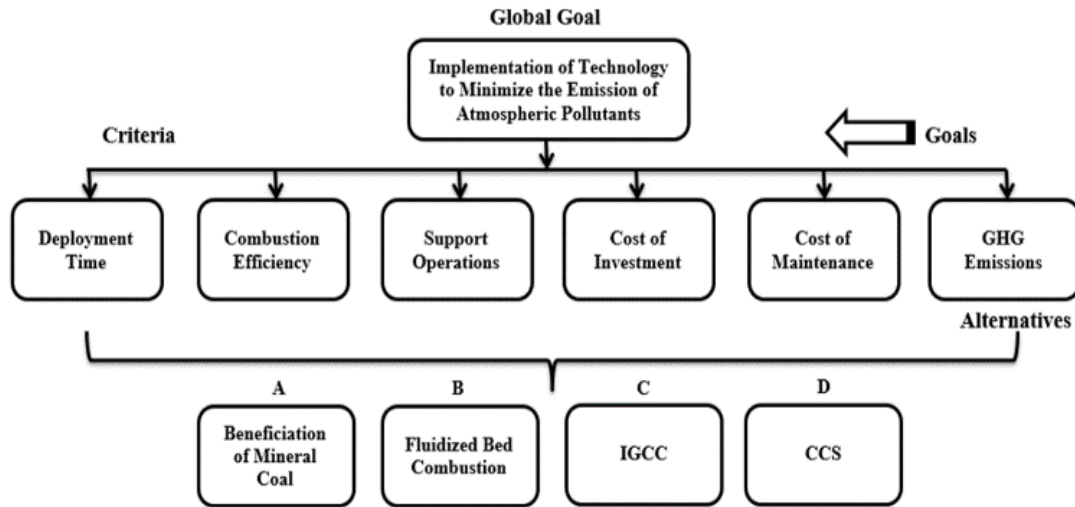 Global Goal
Implementation of Technology
to Minimize the Emission of
Atmospheric Pollutants
Criteria
Goals
Deployment
Time
Combustion
Efficiency
Support
Operations
Cost of
Investment
Cost of
Maintenance
GHG
Emissions
Alternatives
A
B
C
D
Beneficiation
of Mineral
Coal
Fluidized Bed
Combustion
IGCC
CCS